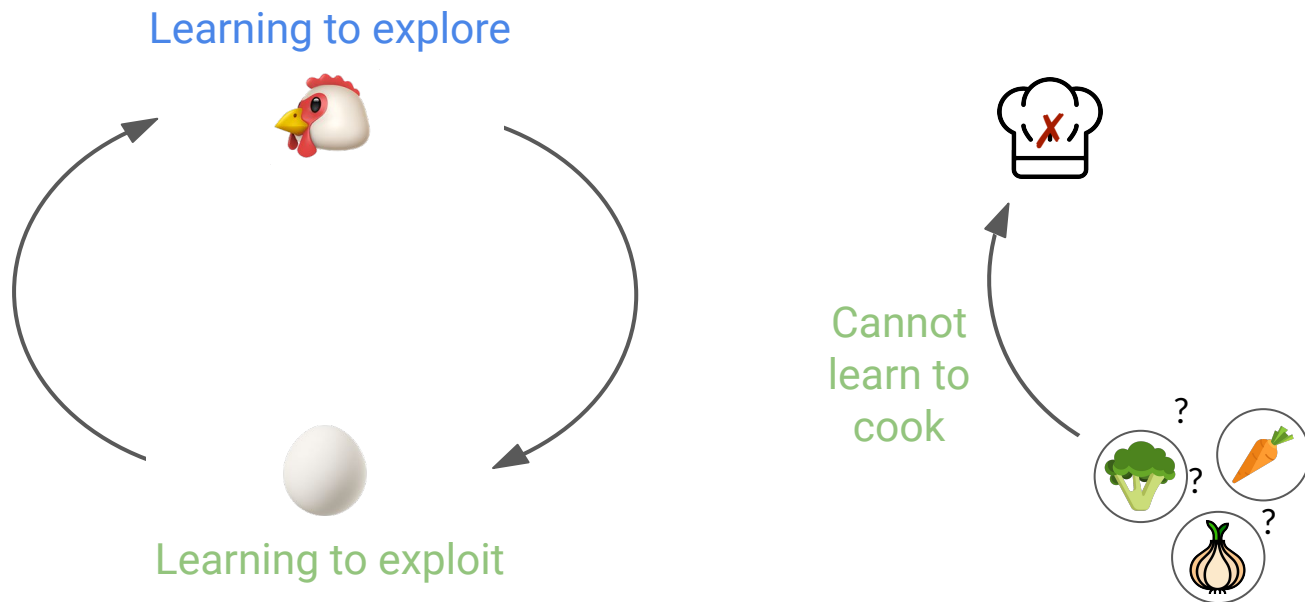 Learning to explore
Learning to exploit
Cannot
learn to
cook
?
?
?